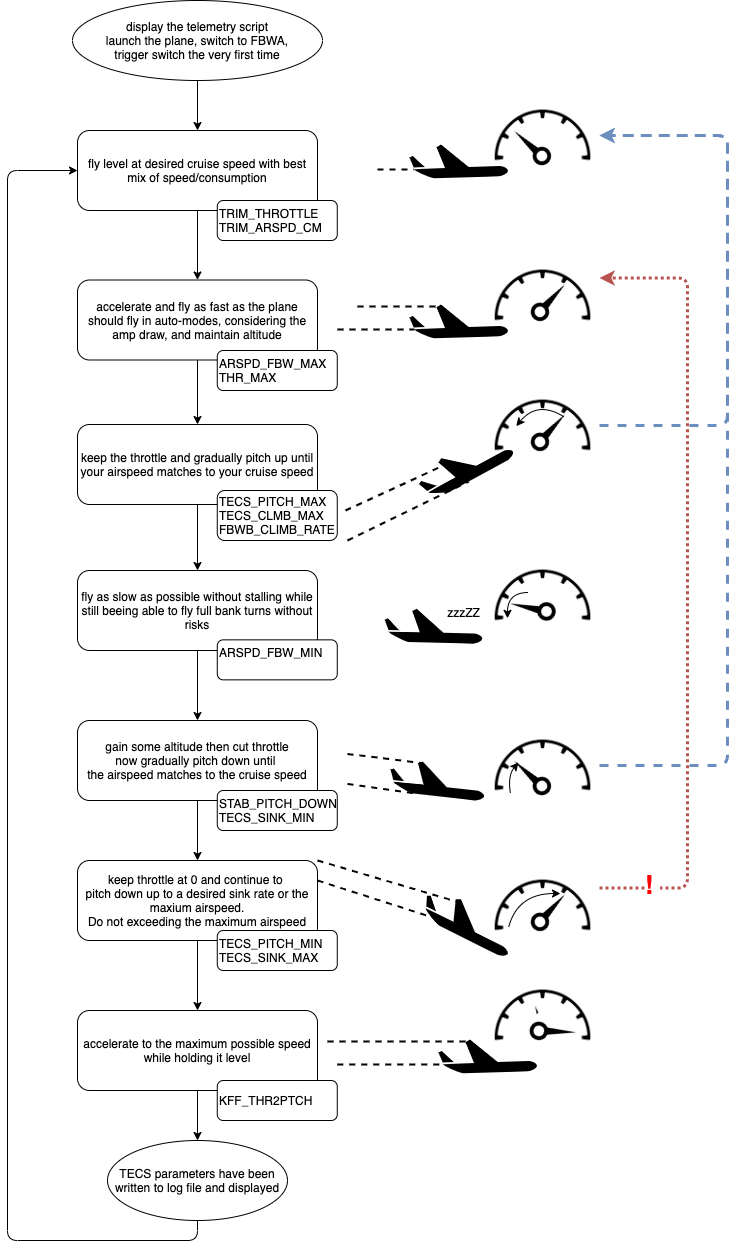 display the telemetry script
launch the plane, switch to FBWA,
trigger switch the very first time
fly level at desired cruise speed with best
mix of speed/consumption
TRIM_THROTTLE
TRIM_ARSPD_CM
accelerate and fly as fast as the plane
should fly in auto-modes, considering the
amp draw, and maintain altitude
ARSPD_FBW_MAX
THR_MAX
keep the throttle and gradually pitch up until
your airspeed matches to your cruise speed
TECS_PITCH_MAX
TECS_CLMB_MAX
FBWB_CLIMB_RATE
fly as slow as possible without stalling while
still beeing able to fly full bank turns without
risks
zzzZZ
ARSPD_FBW_MIN
gain some altitude then cut throttle
now gradually pitch down until
the airspeed matches to the cruise speed
STAB_PITCH_DOWN
TECS_SINK_MIN
keep throttle at 0 and continue to
pitch down up to a desired sink rate or the
maxium airspeed.
Do not exceeding the maximum airspeed
!
TECS_PITCH_MIN
TECS_SINK_MAX
accelerate to the maximum possible speed
while holding it level
KFF_THR2PTCH
TECS parameters have been
written to log file and displayed